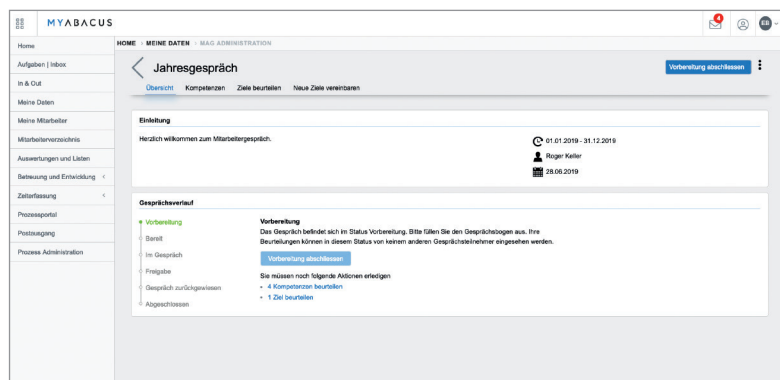 MYABACUS
4
EB
Home
Aufgaben | Inbox
In & Out
Meine Daten
Meine Mitarbeiter
Mitarbeiterverzeichnis
Auswertungen und Listen
Betreuung und Entwicklung
Zeiterfassung
Prozessportal
Postausgang
Prozess Administration
HOME > MEINE DATEN > MAG ADMINISTRATION
Jahresgespräch
Vorbereitung abschliessen
Übersicht Kompetenzen Ziele beurteilen Neue Ziele vereinbaren
Einleitung
Herzlich willkommen zum Mitarbeitergespräch.
01.01.2019 - 31.12.2019
Roger Keller
28.06.2019
Gesprächsverlauf
Vorbereitung
Bereit
Im Gespräch
Freigabe
Gespräch zurückgewiesen
Abgeschlossen
Vorbereitung
Das Gespräch befindet sich im Status Vorbereitung. Bitte füllen Sie den Gesprächsbogen aus. Ihre
Beurteilungen können in diesem Status von keinem anderen Gesprächsteilnehmer eingesehen werden.
Vorbereitung abschliessen
Sie müssen noch folgende Aktionen erledigen
• 4 Kompetenzen beurteilen
• 1 Ziel beurteilen